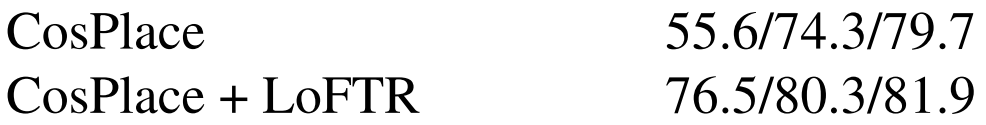 CosPlace 55.6/74.3/79.7
CosPlace + LoFTR 76.5/80.3/81.9